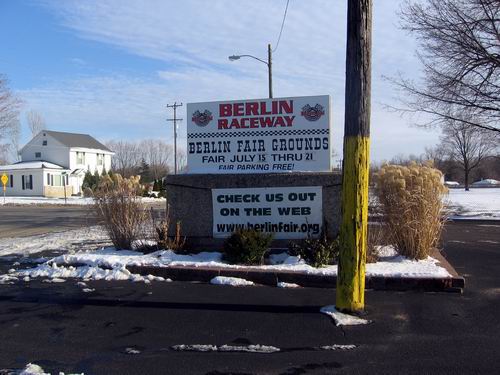 BERLIN
RACEWAY
BERLIN FAIR GROUNDS
FAIR JULY 15 THRU 21
FAIR PARKING FREE!
CHECK US OUT
ON THE WEB
www.berlinfair.org